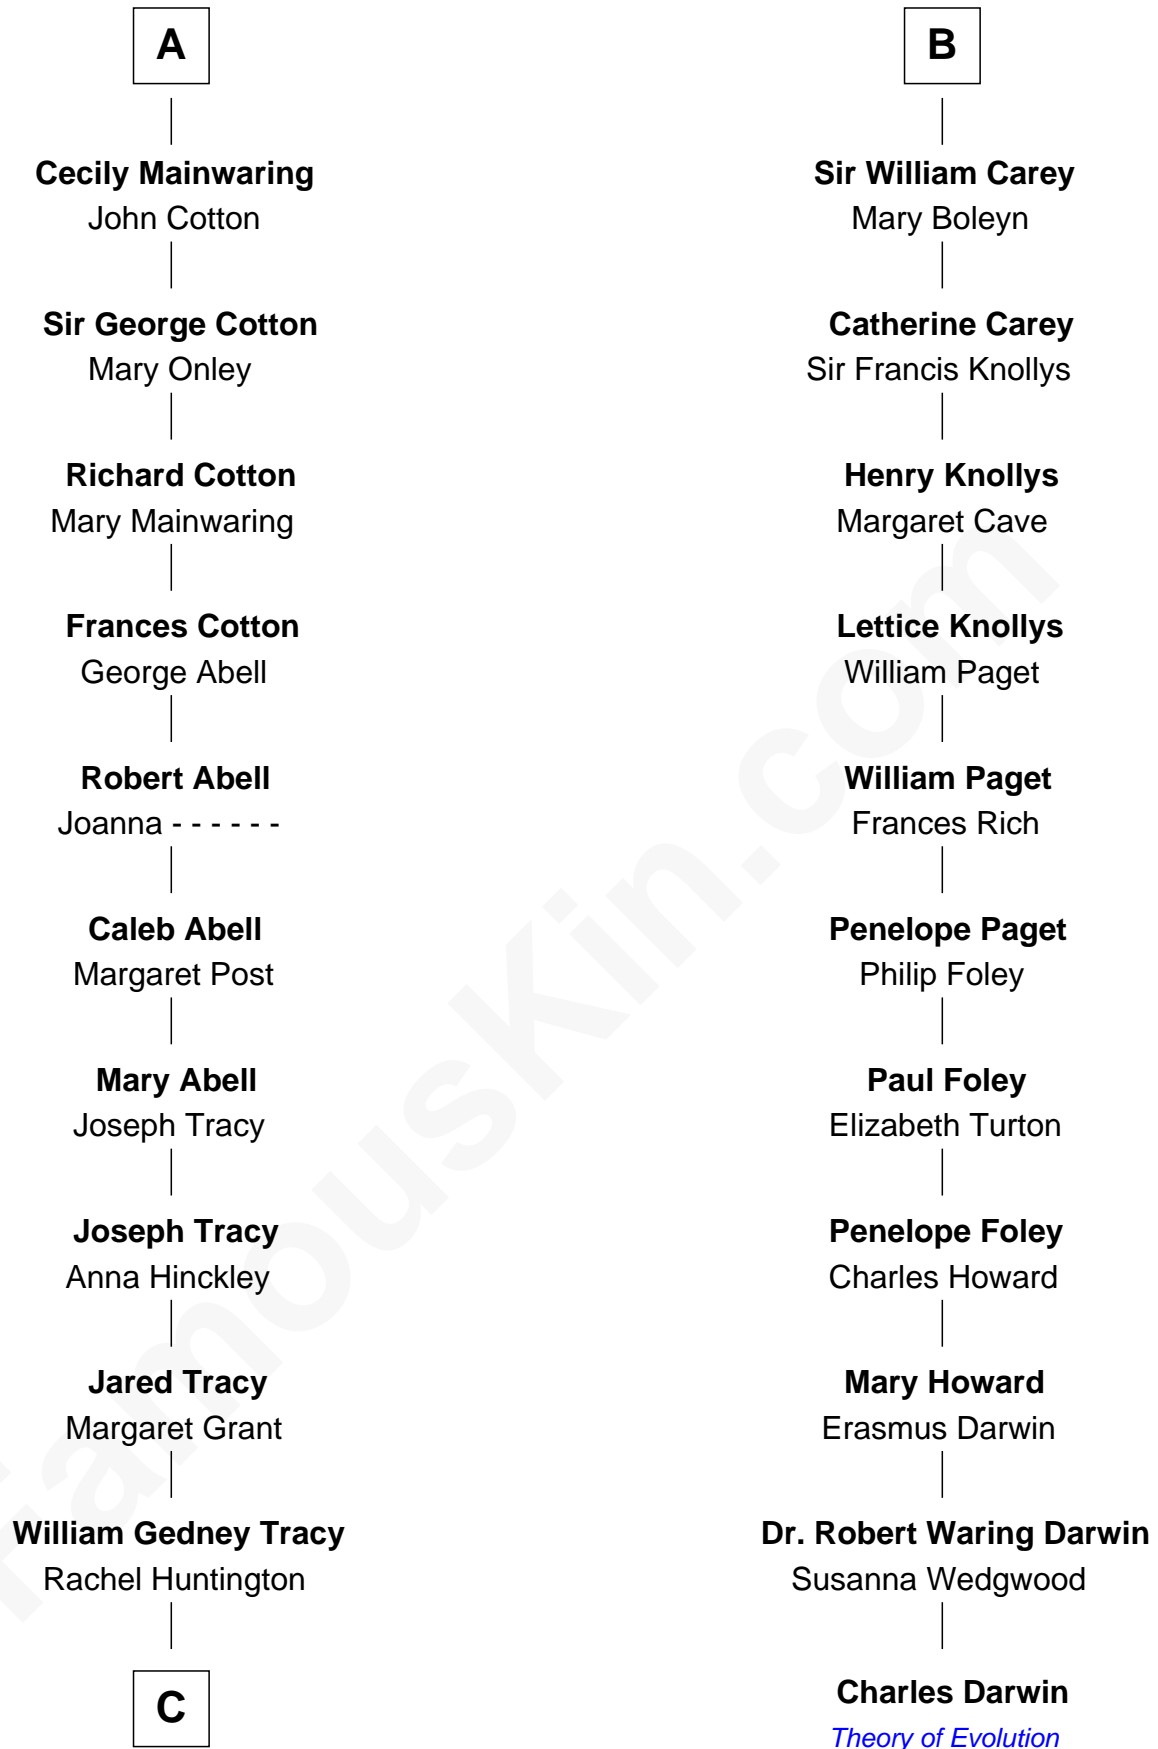 A
Cecily Mainwaring
John Cotton
Sir George Cotton
Mary Onley
Richard Cotton
Mary Mainwaring
Frances Cotton
George Abell
Robert Abell
Joanna - - - - - -
Caleb Abell
Margaret Post
Mary Abell
Joseph Tracy
Joseph Tracy
Anna Hinckley
Jared Tracy
Margaret Grant
William Gedney Tracy
Rachel Huntington
C
B
Sir William Carey
Mary Boleyn
Catherine Carey
Sir Francis Knollys
Henry Knollys
Margaret Cave
Lettice Knollys
William Paget
William Paget
Frances Rich
Penelope Paget
Philip Foley
Paul Foley
Elizabeth Turton
Penelope Foley
Charles Howard
Mary Howard
Erasmus Darwin
Dr. Robert Waring Darwin
Susanna Wedgwood
Charles Darwin
Theory of Evolution
FamousKin.com